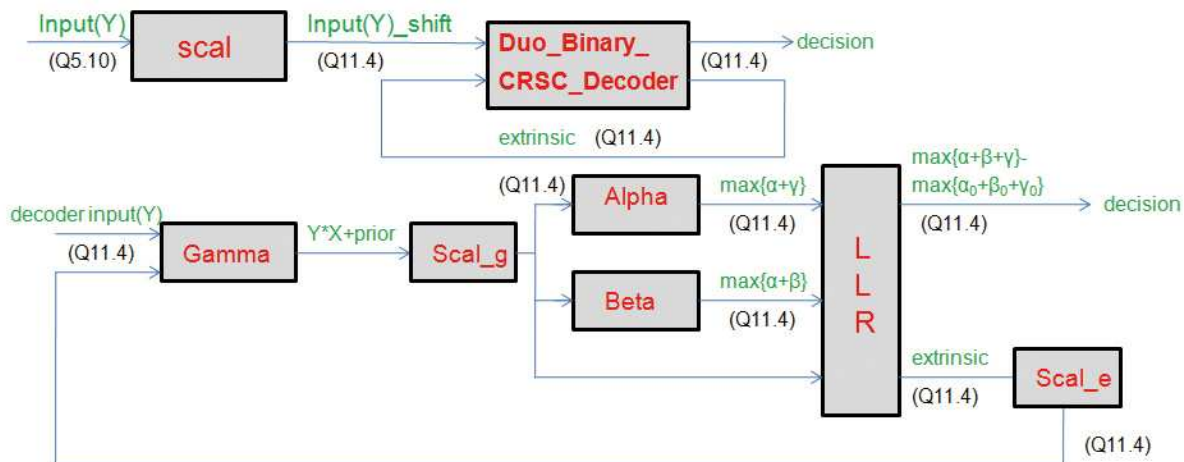 Input(Y)
(Q5.10)
scal
Input(Y)_shift
(Q11.4)
Duo_Binary_
CRSC_Decoder
(Q11.4)
decision
extrinsic (Q11.4)
decoder input(Y)
(Q11.4)
Gamma
Y*X+prior
Scal_g
(Q11.4)
Alpha
max{α+γ}
(Q11.4)
Beta
max{α+β}
(Q11.4)
L
L
R
max{α+β+γ}-
max{α₀+β₀+γ₀}
(Q11.4)
decision
extrinsic
(Q11.4)
Scal_e
(Q11.4)